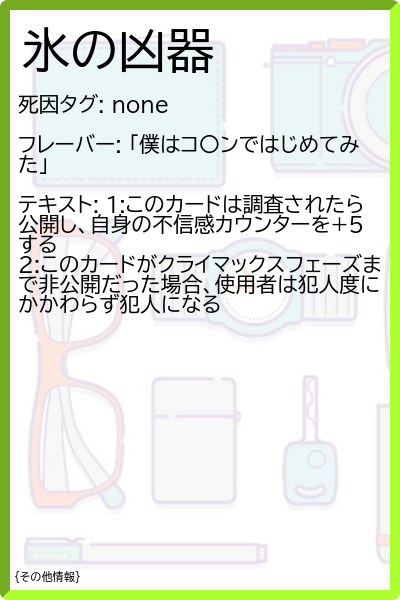 氷の凶器
死因タグ: none
フレーバー: 「僕はコ〇ンではじめてみ
た」
テキスト: 1:このカードは調査されたら
公開し、自身の不信感カウンターを+5
する
2:このカードがクライマックスフェーズま
で非公開だった場合、使用者は犯人度に
かかわらず犯人になる
{その他情報}